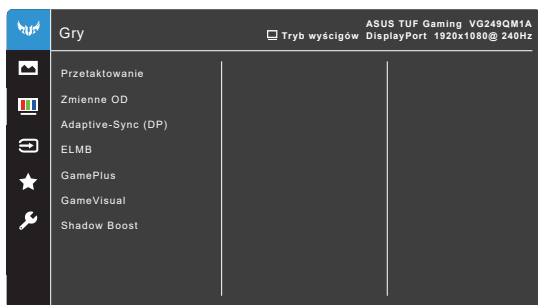 Gry
ASUS TUF Gaming VG249QM1A
Tryb wyścigów DisplayPort 1920x1080@ 240Hz
Przetaktowanie
Zmienne OD
Adaptive-Sync (DP)
ELMB
GamePlus
GameVisual
Shadow Boost